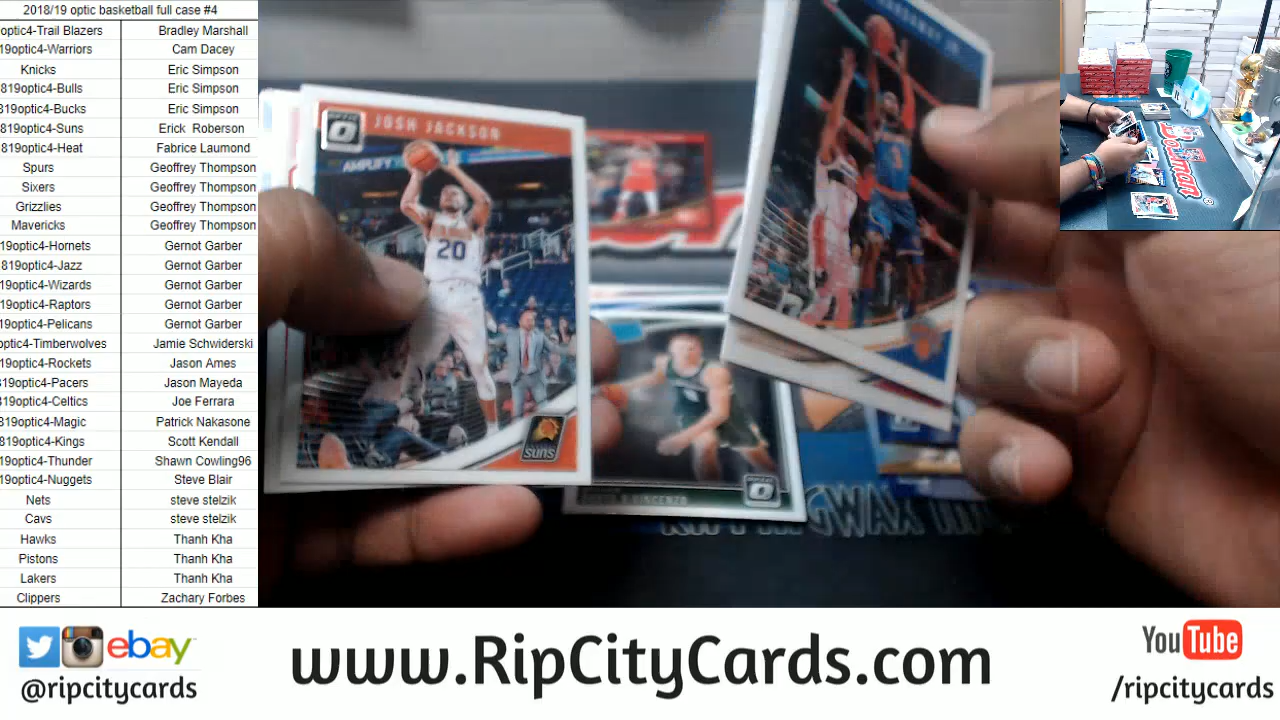 2018/19 optic basketball full case #4
optic4-Trail Blazers Bradley Marshall
19optic4-Warriors Cam Dacey
Knicks Eric Simpson
819optic4-Bulls Eric Simpson
819optic4-Bucks Eric Simpson
819optic4-Suns Erick Roberson
819optic4-Heat Fabrice Laumond
Spurs Geoffrey Thompson
Sixers Geoffrey Thompson
Grizzlies Geoffrey Thompson
Mavericks Geoffrey Thompson
19optic4-Hornets Gernot Garber
819optic4-Jazz Gernot Garber
19optic4-Wizards Gernot Garber
19optic4-Raptors Gernot Garber
19optic4-Pelicans Gernot Garber
optic4-Timberwolves Jamie Schwiderski
19optic4-Rockets Jason Ames
319optic4-Pacers Jason Mayeda
19optic4-Celtics Joe Ferrara
819optic4-Magic Patrick Nakasone
819optic4-Kings Scott Kendall
19optic4-Thunder Shawn Cowling96
19optic4-Nuggets Steve Blair
Nets steve stelzik
Cavs steve stelzik
Hawks Thanh Kha
Pistons Thanh Kha
Lakers Thanh Kha
Clippers Zachary Forbes
JOSH JACKSON
AMPLIFY
20
SUNS
HARDAWAY JR.
ebay
@ripcitycards
www.RipCityCards.com
YouTube
/ripcitycards